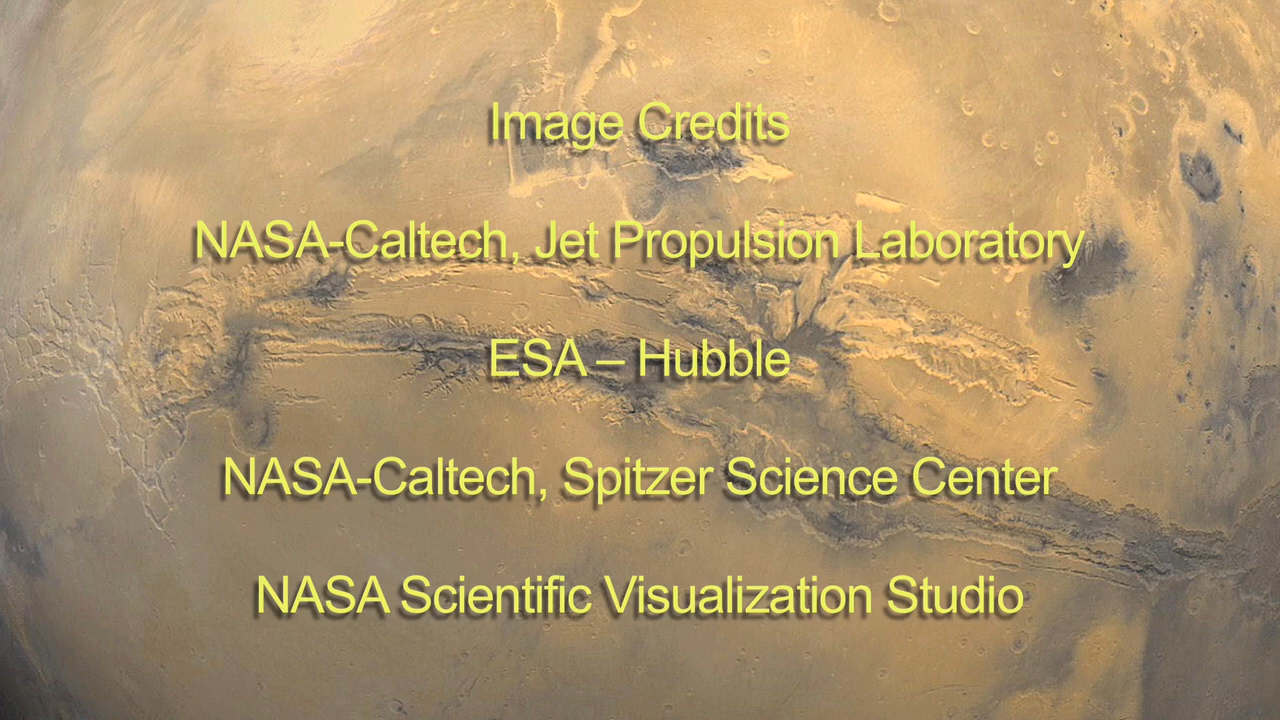 Image Credits
NASA-Caltech, Jet Propulsion Laboratory
ESA – Hubble
NASA-Caltech, Spitzer Science Center
NASA Scientific Visualization Studio